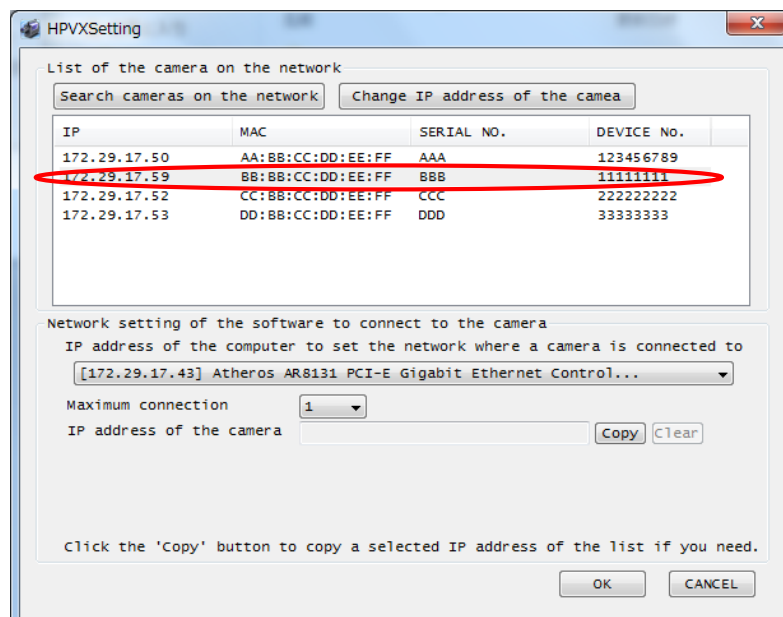 HPVXSetting
List of the camera on the network
Search cameras on the network Change IP address of the camea
IP MAC SERIAL NO. DEVICE No.
172.29.17.50 AA:BB:CC:DD:EE:FF AAA 123456789
172.29.17.59 BB:BB:CC:DD:EE:FF BBB 11111111
172.29.17.52 CC:BB:CC:DD:EE:FF CCC 222222222
172.29.17.53 DD:BB:CC:DD:EE:FF DDD 33333333
Network setting of the software to connect to the camera
IP address of the computer to set the network where a camera is connected to
[172.29.17.43] Atheros AR8131 PCI-E Gigabit Ethernet Control...
Maximum connection 1
IP address of the camera Copy Clear
Click the 'Copy' button to copy a selected IP address of the list if you need.
OK CANCEL